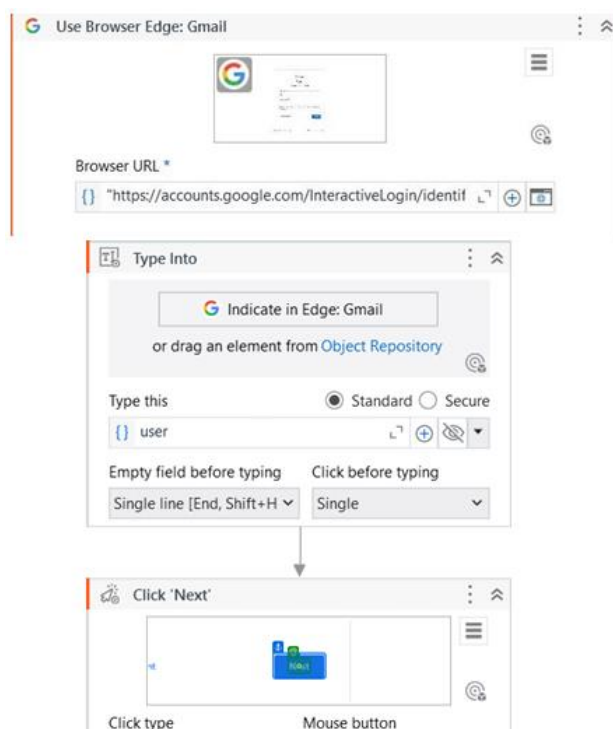 Use Browser Edge: Gmail
Browser URL *
"https://accounts.google.com/InteractiveLogin/identif
Type Into
Indicate in Edge: Gmail
or drag an element from Object Repository
Type this Standard Secure
user
Empty field before typing Click before typing
Single line [End, Shift+H Single
Click 'Next'
Next
Click type Mouse button